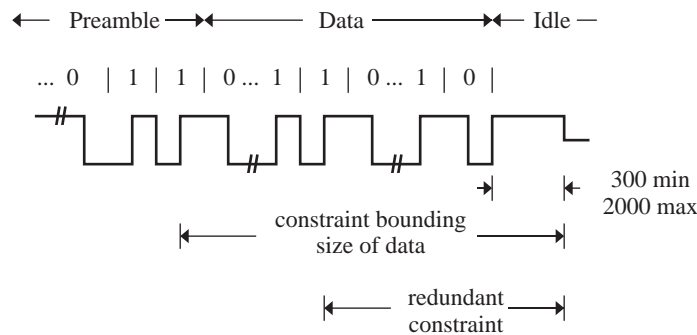 Preamble Data Idle
... 0 | 1 | 1 | 0 ... 1 | 1 | 0 ... 1 | 0 |
300 min
2000 max
constraint bounding
size of data
redundant
constraint